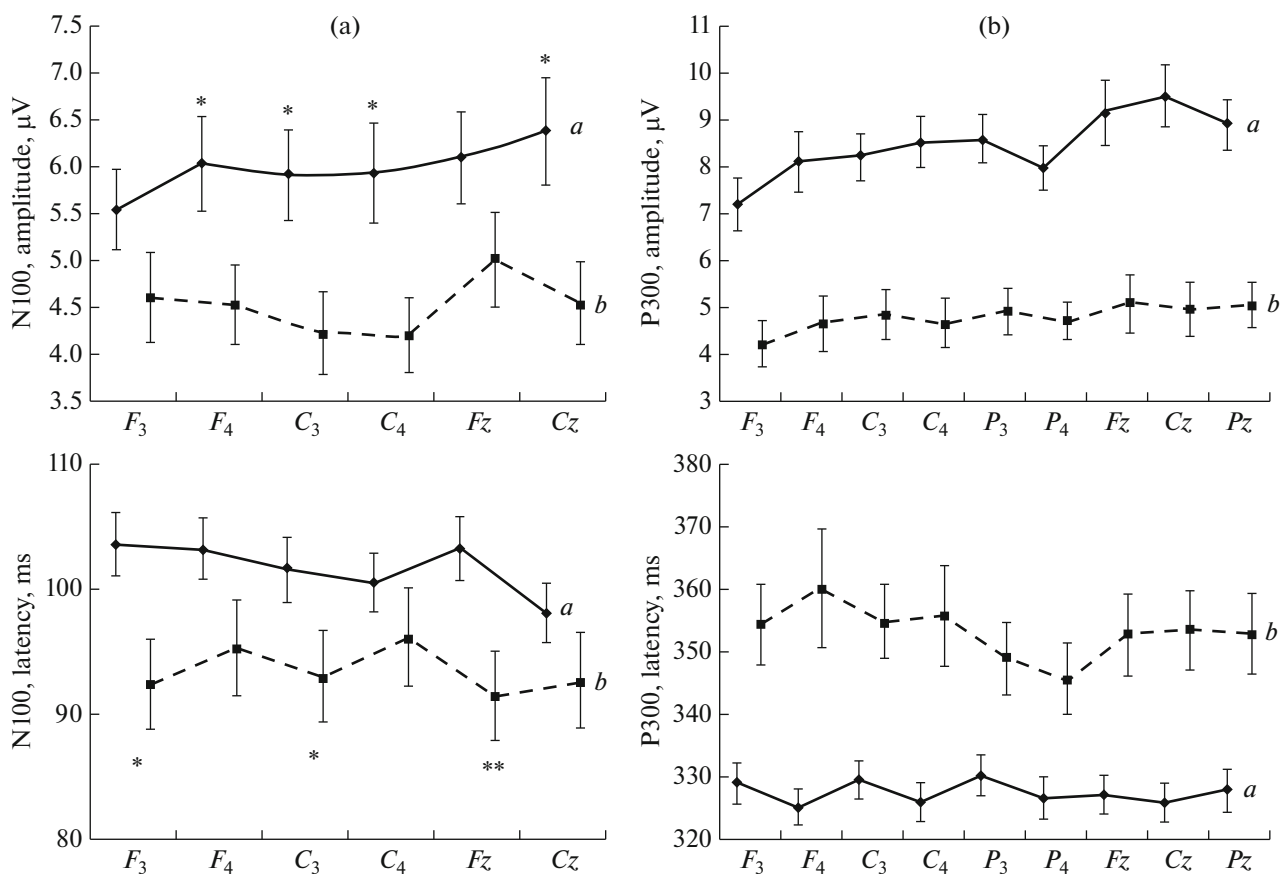 (a)
N100, amplitude, µV
7.5
7.0
6.5
6.0
5.5
5.0
4.5
4.0
3.5
* * * * *
a
b
F3 F4 C3 C4 Fz Cz
(b)
P300, amplitude, µV
11
10
9
8
7
6
5
4
3
a
b
F3 F4 C3 C4 P3 P4 Fz Cz Pz
N100, latency, ms
110
100
90
80
a
b
* * **
F3 F4 C3 C4 Fz Cz
P300, latency, ms
380
370
360
350
340
330
320
b
a
F3 F4 C3 C4 P3 P4 Fz Cz Pz